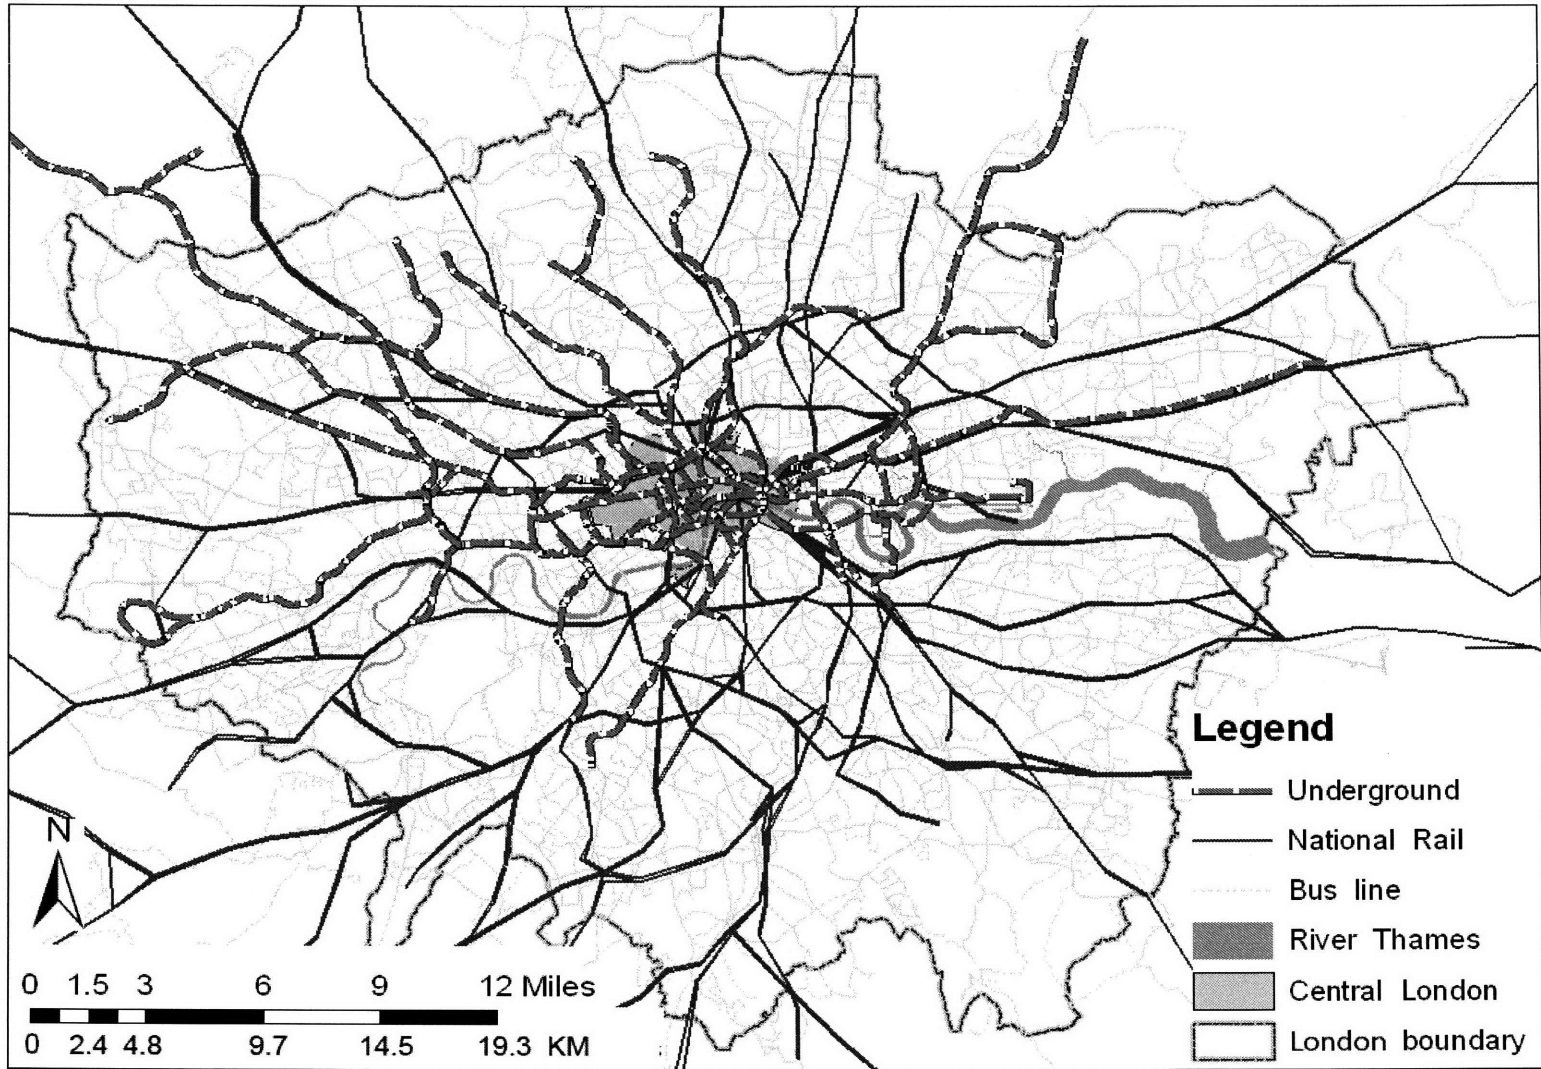 Legend
Underground
National Rail
Bus line
River Thames
Central London
London boundary
N
0 1.5 3 6 9 12 Miles
0 2.4 4.8 9.7 14.5 19.3 KM